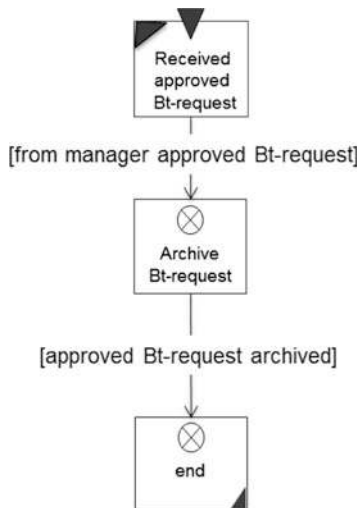 Received
approved
Bt-request
[from manager approved Bt-request]
Archive
Bt-request
[approved Bt-request archived]
end